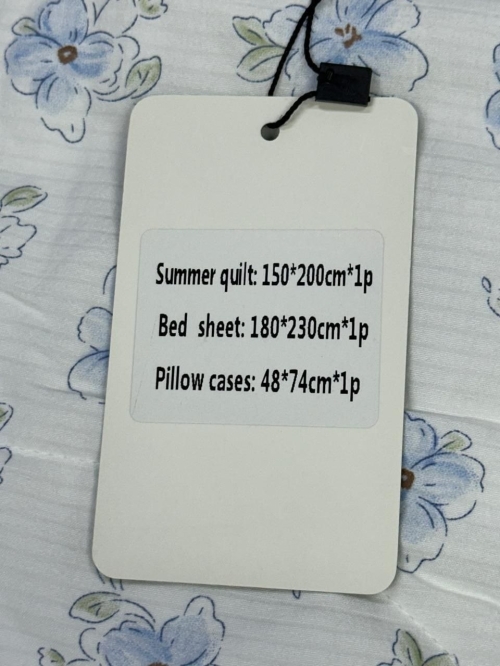 Summer quilt: 150*200cm*1p
Bed sheet: 180*230cm*1p
Pillow cases: 48*74cm*1p